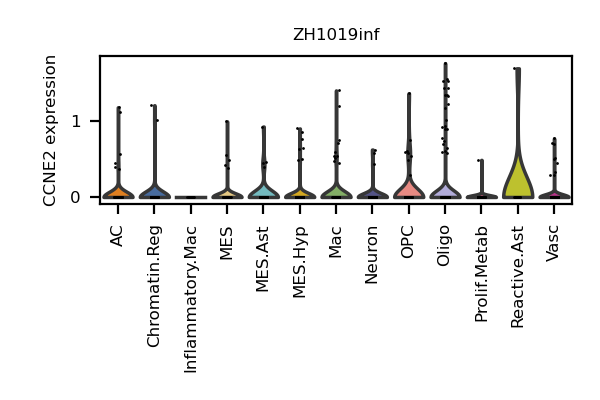 ZH1019inf
CCNE2 expression
1
0
AC
Chromatin.Reg
Inflammatory.Mac
MES
MES.Ast
MES.Hyp
Mac
Neuron
OPC
Oligo
Prolif.Metab
Reactive.Ast
Vasc